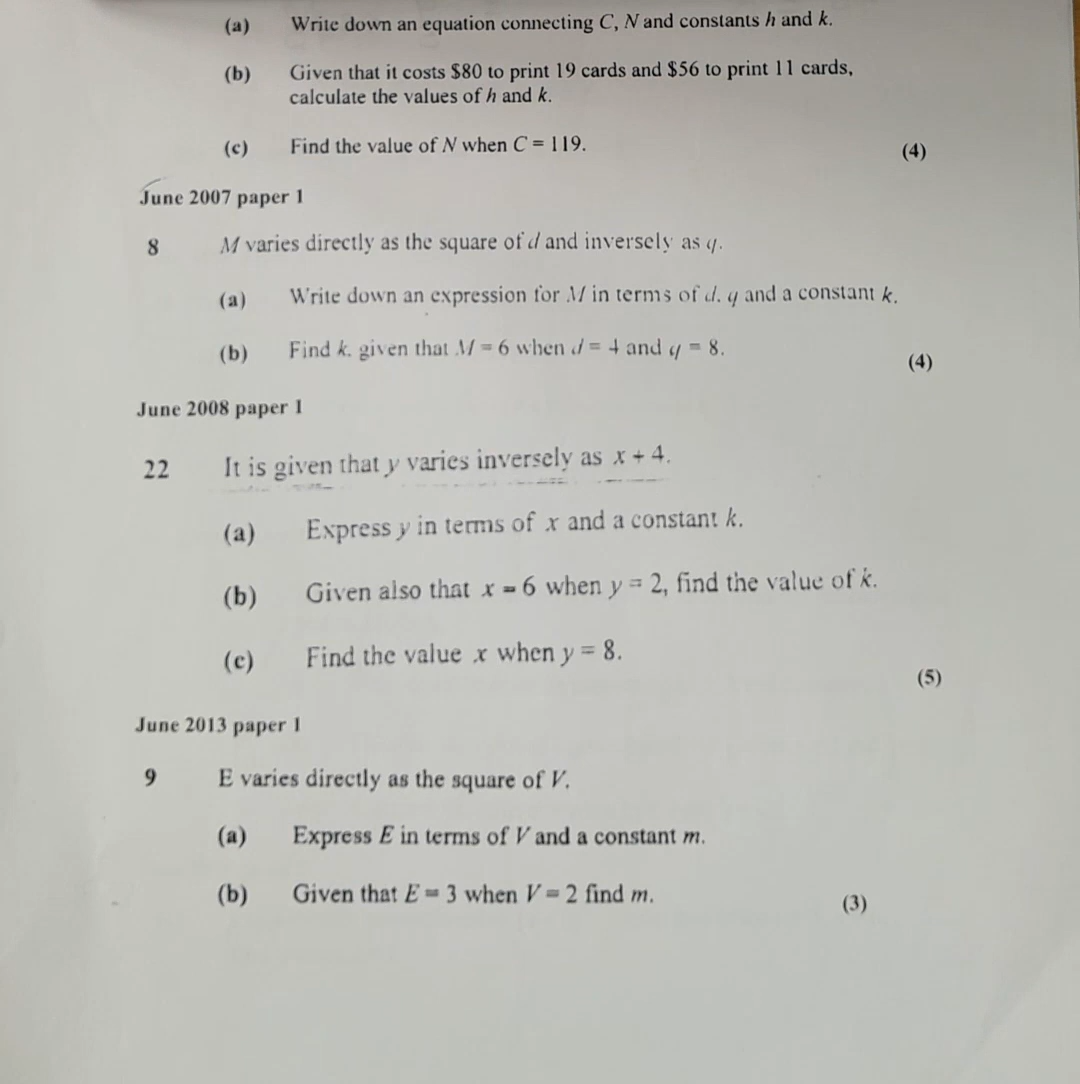 (a) Write down an equation connecting C, N and constants h and k.
(b) Given that it costs $80 to print 19 cards and $56 to print 11 cards,
calculate the values of h and k.
(c) Find the value of N when C = 119.
(4)
June 2007 paper 1
8 M varies directly as the square of d and inversely as q.
(a) Write down an expression for M in terms of d, q and a constant k.
(b) Find k, given that M = 6 when d = 4 and q = 8.
(4)
June 2008 paper 1
22 It is given that y varies inversely as x + 4.
(a) Express y in terms of x and a constant k.
(b) Given also that x = 6 when y = 2, find the value of k.
(c) Find the value x when y = 8.
(5)
June 2013 paper 1
9 E varies directly as the square of V.
(a) Express E in terms of V and a constant m.
(b) Given that E = 3 when V = 2 find m.
(3)